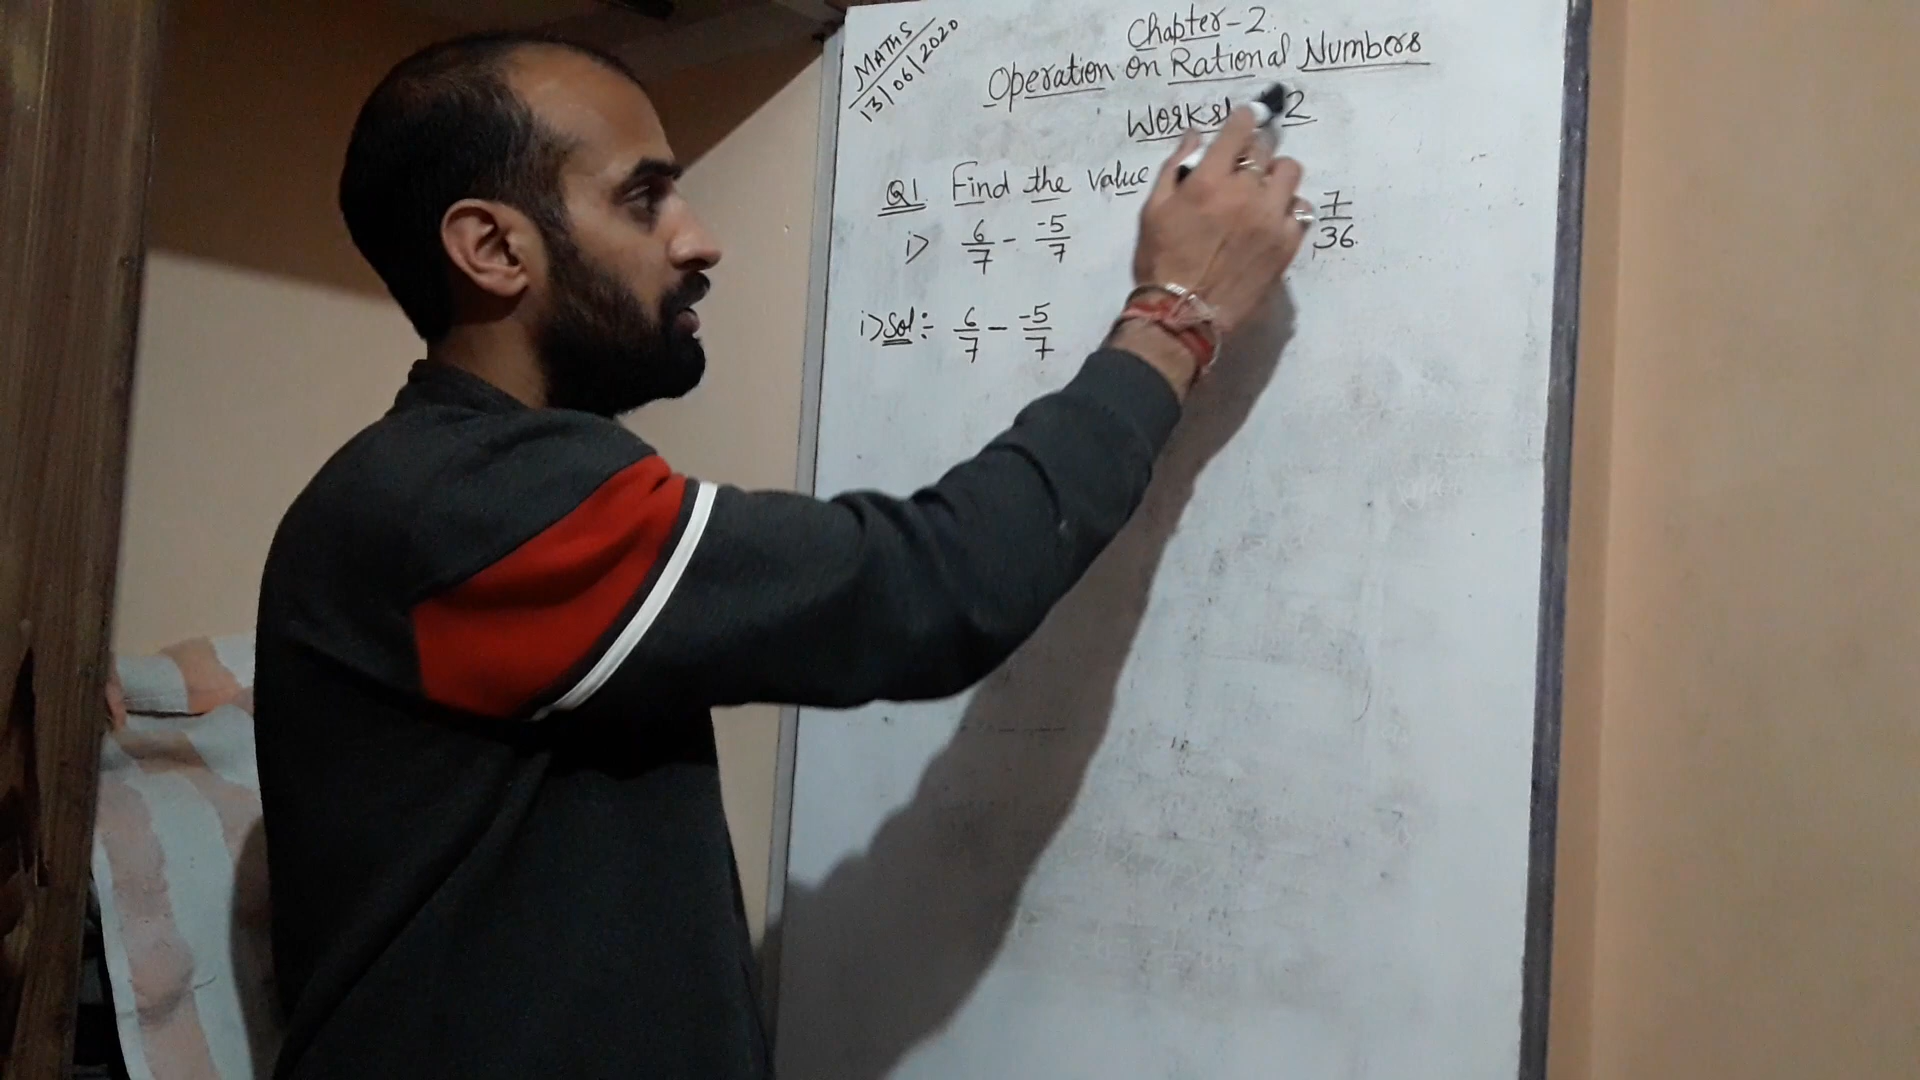 MATHS
13/06/2020
Chapter-2
Operation on Rational Numbers
2
Q1 Find the value
i) 6/7 - -5/7
7/36
i) Sol:- 6/7 - -5/7